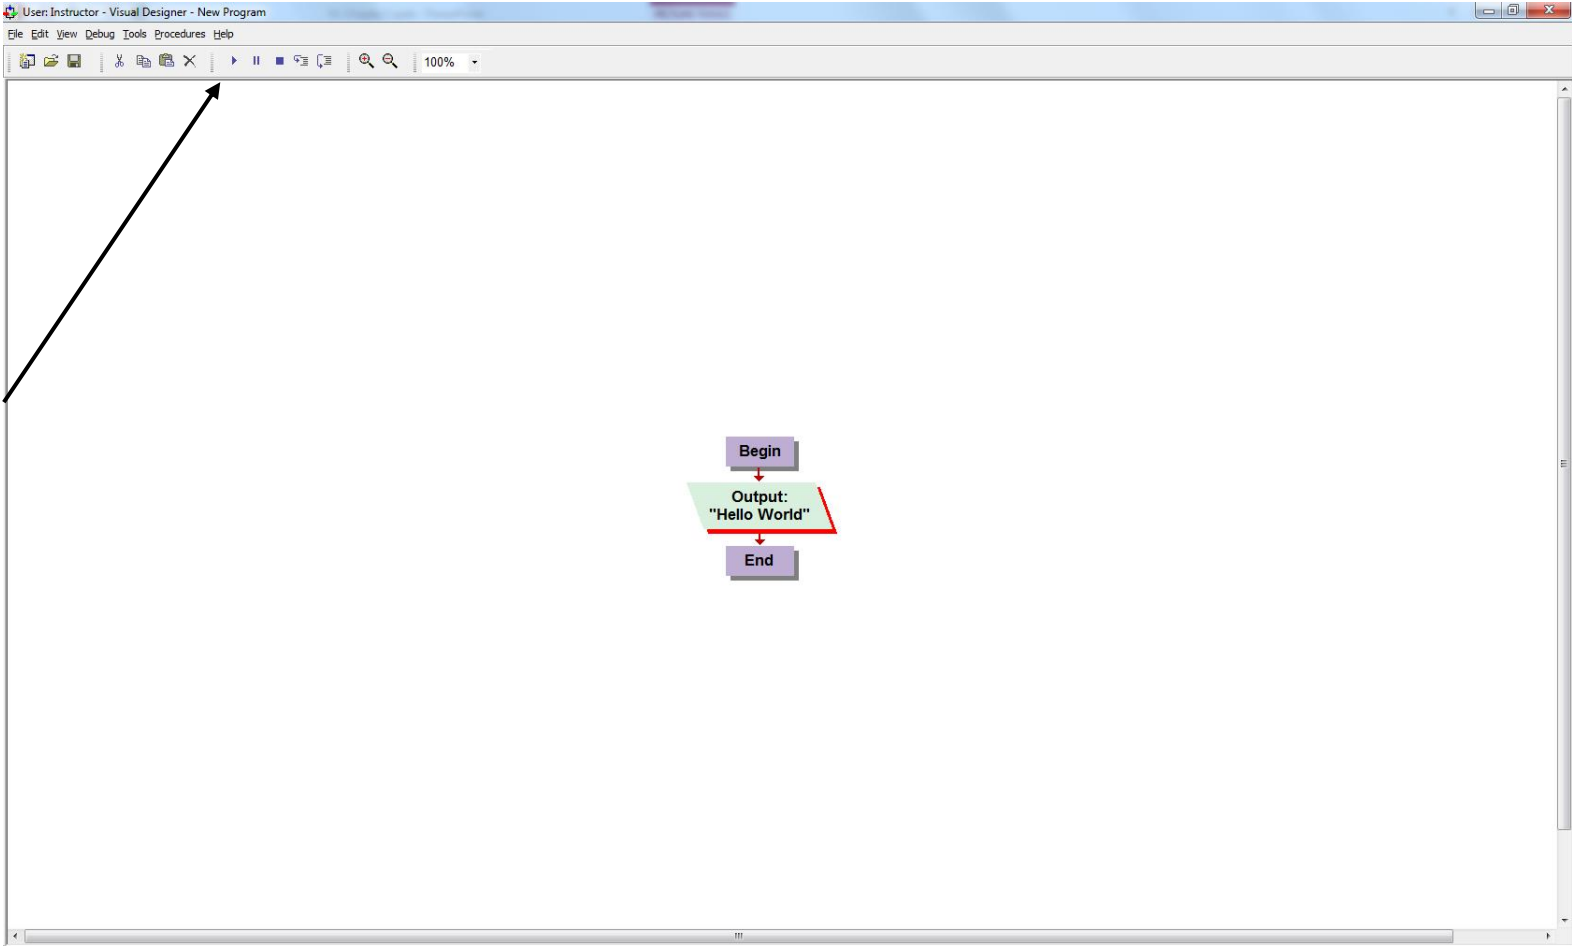 User: Instructor - Visual Designer - New Program
File Edit View Debug Tools Procedures Help
100%
Begin
Output:
"Hello World"
End